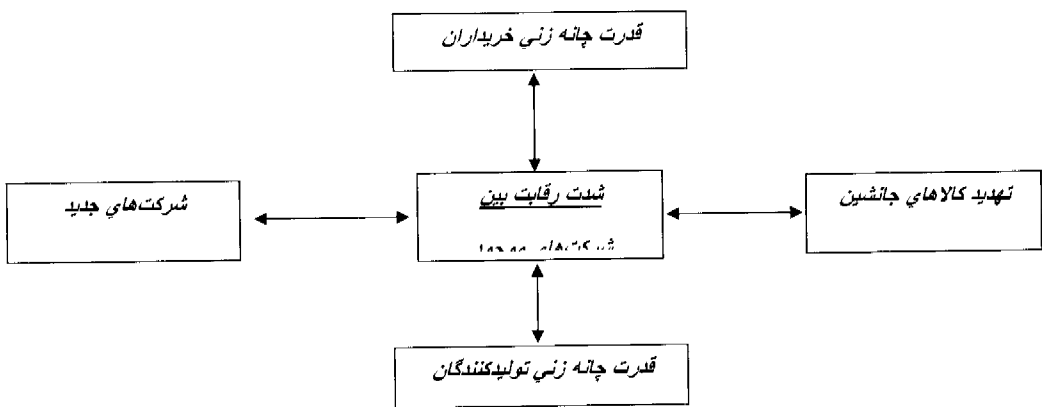 قدرت چانه زني خريداران
شركت‌هاي جديد
شدت رقابت بين
تهديد كالاهاي جانشين
قدرت چانه زني توليدكنندگان